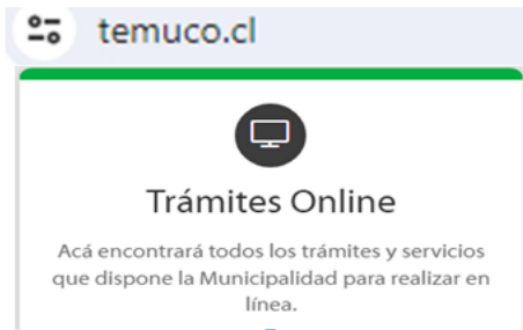 temuco.cl
Trámites Online
Acá encontrará todos los trámites y servicios
que dispone la Municipalidad para realizar en
línea.